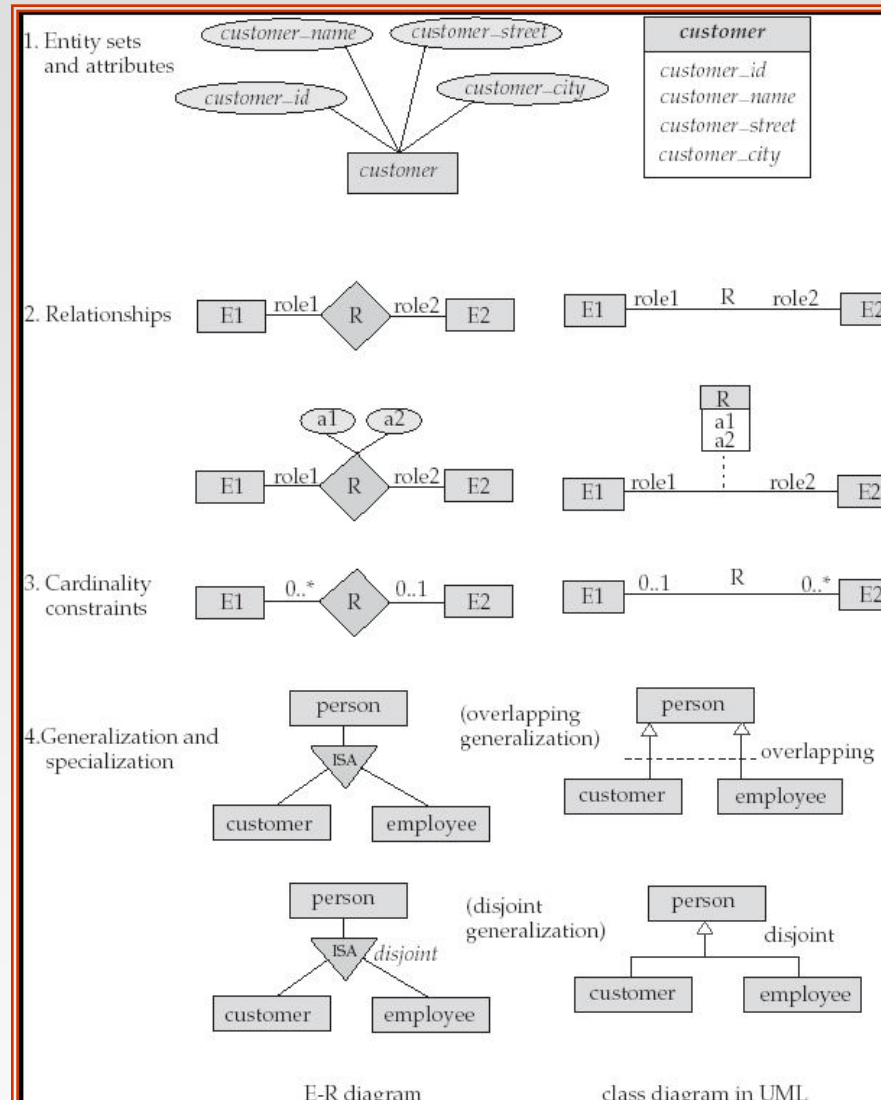 1. Entity sets
and attributes
customer_name
customer_street
customer_id
customer_city
customer
customer
customer_id
customer_name
customer_street
customer_city
2. Relationships
E1
role1
R
role2
E2
E1
role1
R
role2
E2
a1
a2
E1
role1
R
role2
E2
R
a1
a2
E1
role1
role2
E2
3. Cardinality
constraints
E1
0..*
R
0..1
E2
E1
0..1
R
0..*
E2
4.Generalization and
specialization
person
ISA
customer
employee
(overlapping
generalization)
person
overlapping
customer
employee
person
ISA
disjoint
customer
employee
(disjoint
generalization)
person
disjoint
customer
employee
E-R diagram
class diagram in UML